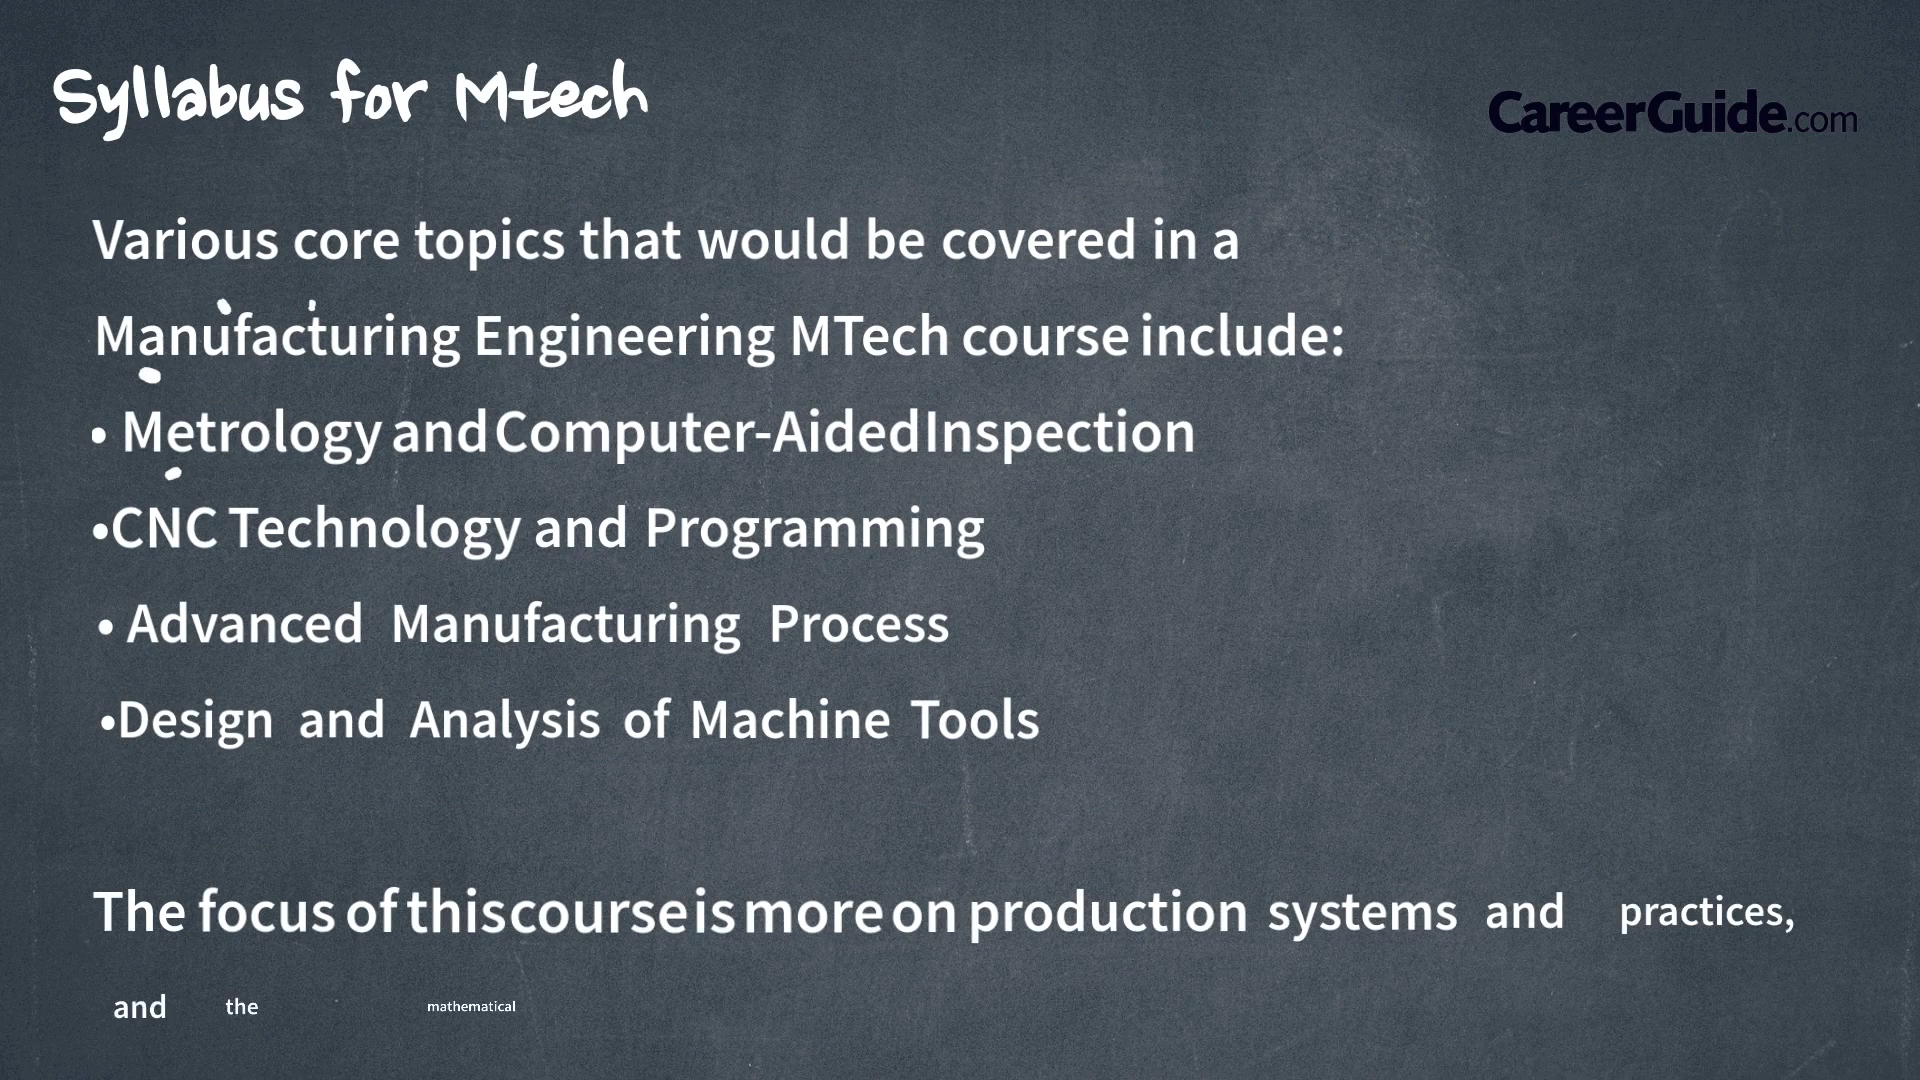 Syllabus for Mtech
CareerGuide.com
Various core topics that would be covered in a
Manufacturing Engineering MTech course include:
• Metrology and Computer-Aided Inspection
•CNC Technology and Programming
• Advanced Manufacturing Process
•Design and Analysis of Machine Tools
The focus of this course is more on production systems and practices,
and the mathematical